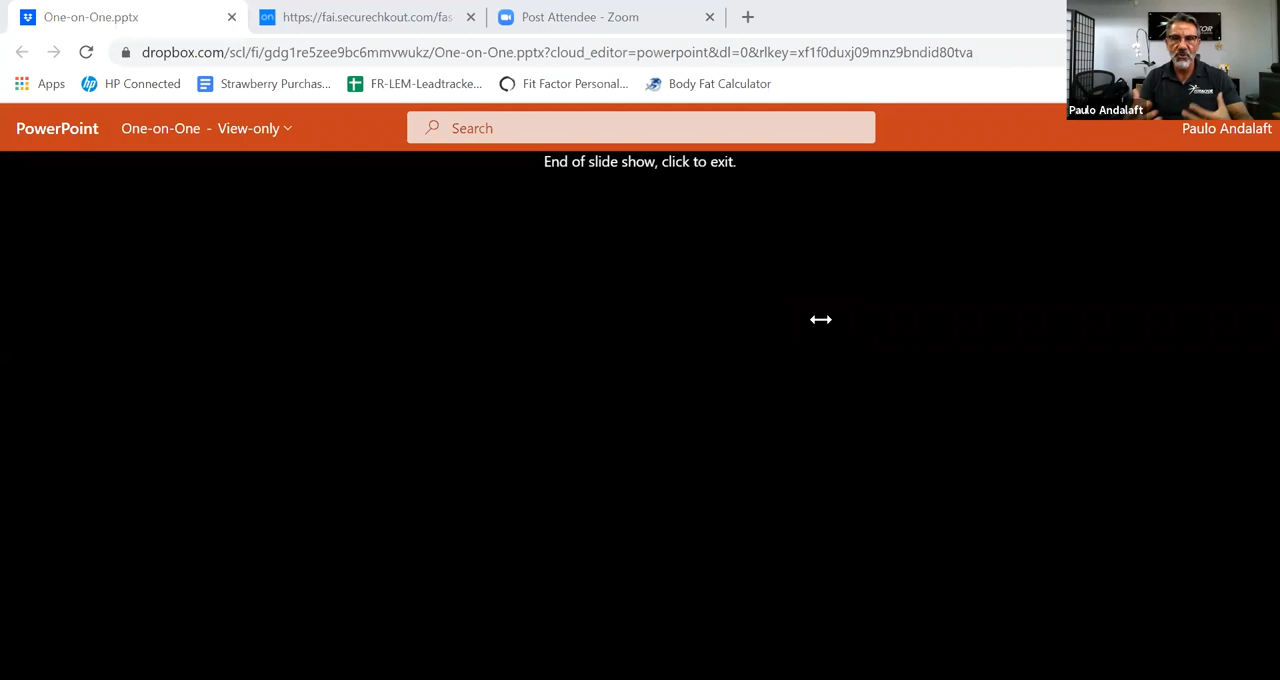 One-on-One.pptx
on https://fai.securechkout.com/fas
Post Attendee - Zoom
dropbox.com/scl/fi/gdg1re5zee9bc6mmvwukz/One-on-One.pptx?cloud_editor=powerpoint&dl=0&rlkey=xf1f0duxj09mnz9bndid80tva
Apps
HP Connected
Strawberry Purchas...
FR-LEM-Leadtracke...
Fit Factor Personal...
Body Fat Calculator
Paulo Andalaft
PowerPoint
One-on-One - View-only
Search
Paulo Andalaft
End of slide show, click to exit.